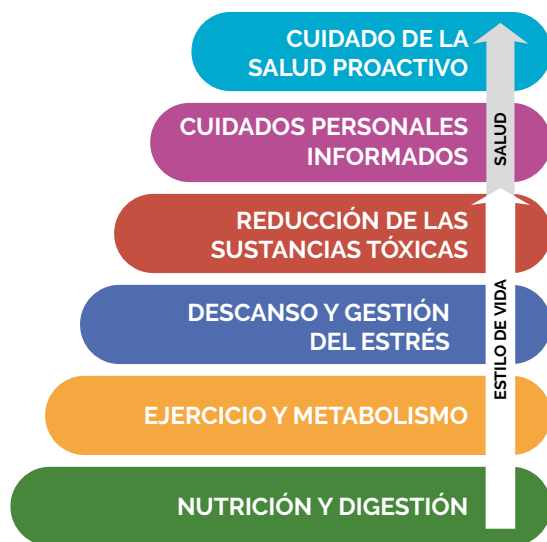 CUIDADO DE LA
SALUD PROACTIVO
CUIDADOS PERSONALES
INFORMADOS
SALUD
REDUCCIÓN DE LAS
SUSTANCIAS TÓXICAS
DESCANSO Y GESTIÓN
DEL ESTRÉS
ESTILO DE VIDA
EJERCICIO Y METABOLISMO
NUTRICIÓN Y DIGESTIÓN